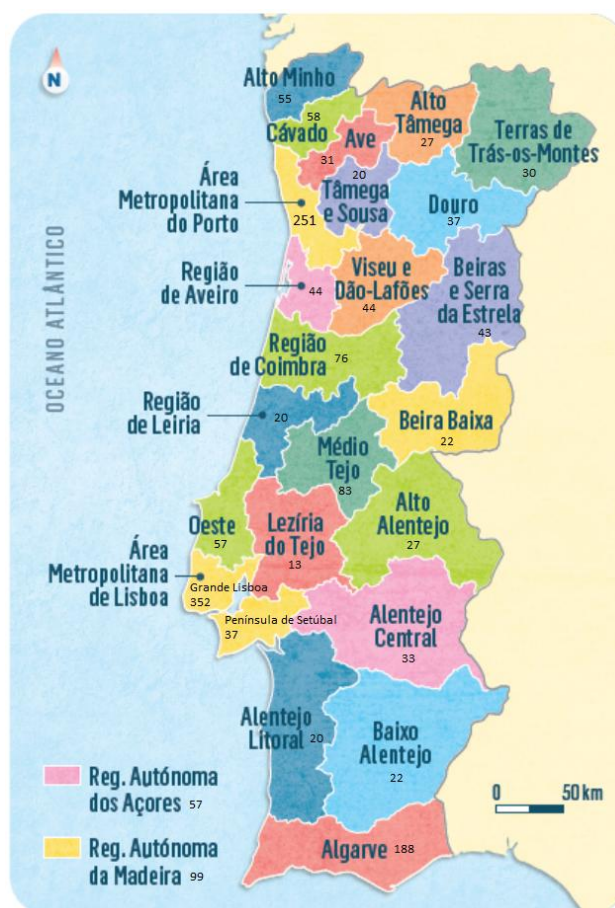 N
Alto Minho
55
58
Cávado
Ave
31
Alto
Tâmega
27
Terras de
Trás-os-Montes
30
20
Tâmega
e Sousa
Área
Metropolitana
do Porto
251
Douro
37
OCEANO ATLÂNTICO
Região
de Aveiro
44
Viseu e
Dão-Lafões
44
Beiras
e Serra
da Estrela
43
Região
de Coimbra
76
Região
de Leiria
20
Beira Baixa
22
Médio
Tejo
83
Oeste
57
Lezíria
do Tejo
13
Alto
Alentejo
27
Área
Metropolitana
de Lisboa
Grande Lisboa
352
Península de Setúbal
37
Alentejo
Central
33
Alentejo
Litoral 20
Baixo
Alentejo
22
Reg. Autónoma
dos Açores 57
0 50 km
Reg. Autónoma
da Madeira 99
Algarve 188